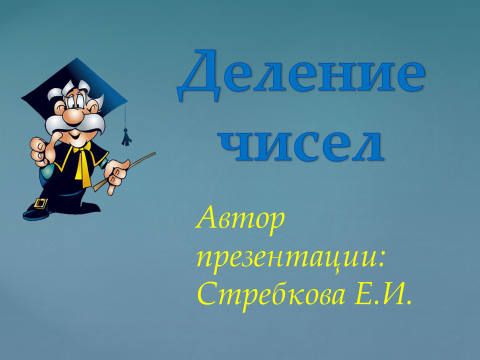 Деление
чисел
Автор
презентации:
Стребкова Е.И.